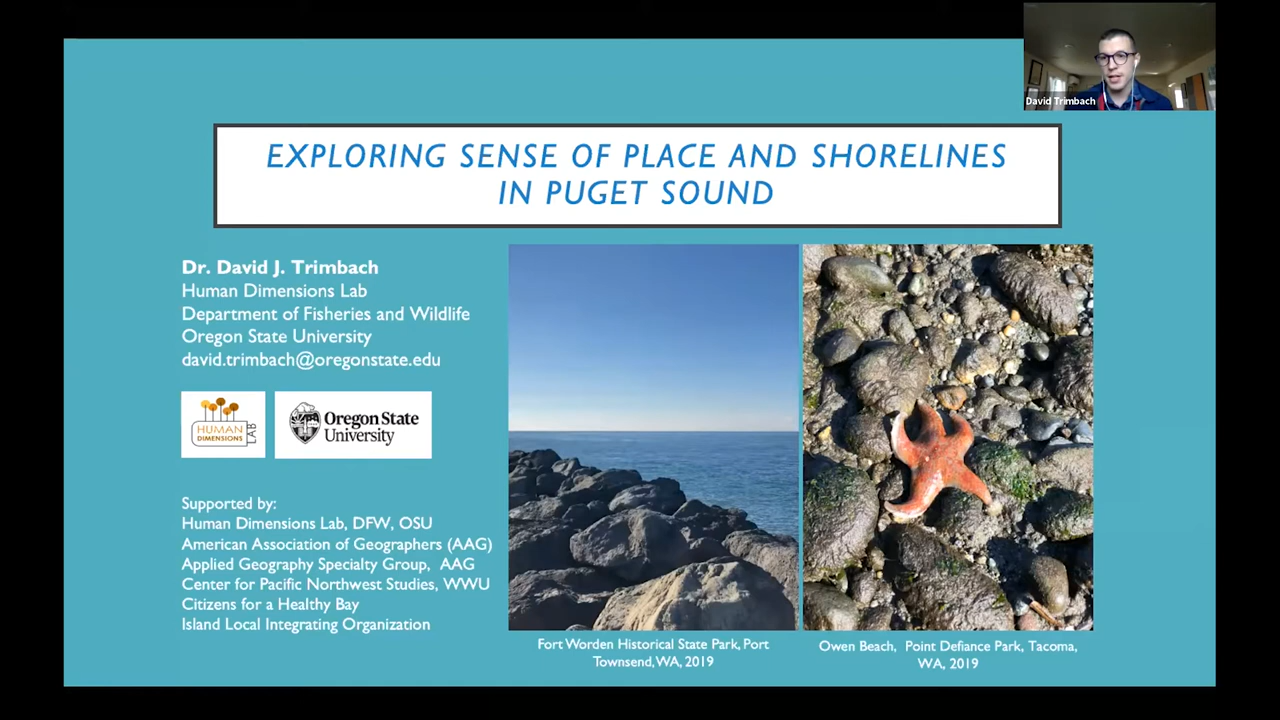 David Trimbach
EXPLORING SENSE OF PLACE AND SHORELINES
IN PUGET SOUND
Dr. David J. Trimbach
Human Dimensions Lab
Department of Fisheries and Wildlife
Oregon State University
david.trimbach@oregonstate.edu
HUMAN
DIMENSIONS
LAB
Oregon State
University
Supported by:
Human Dimensions Lab, DFW, OSU
American Association of Geographers (AAG)
Applied Geography Specialty Group, AAG
Center for Pacific Northwest Studies, WWU
Citizens for a Healthy Bay
Island Local Integrating Organization
Fort Worden Historical State Park, Port
Townsend, WA, 2019
Owen Beach, Point Defiance Park, Tacoma,
WA, 2019